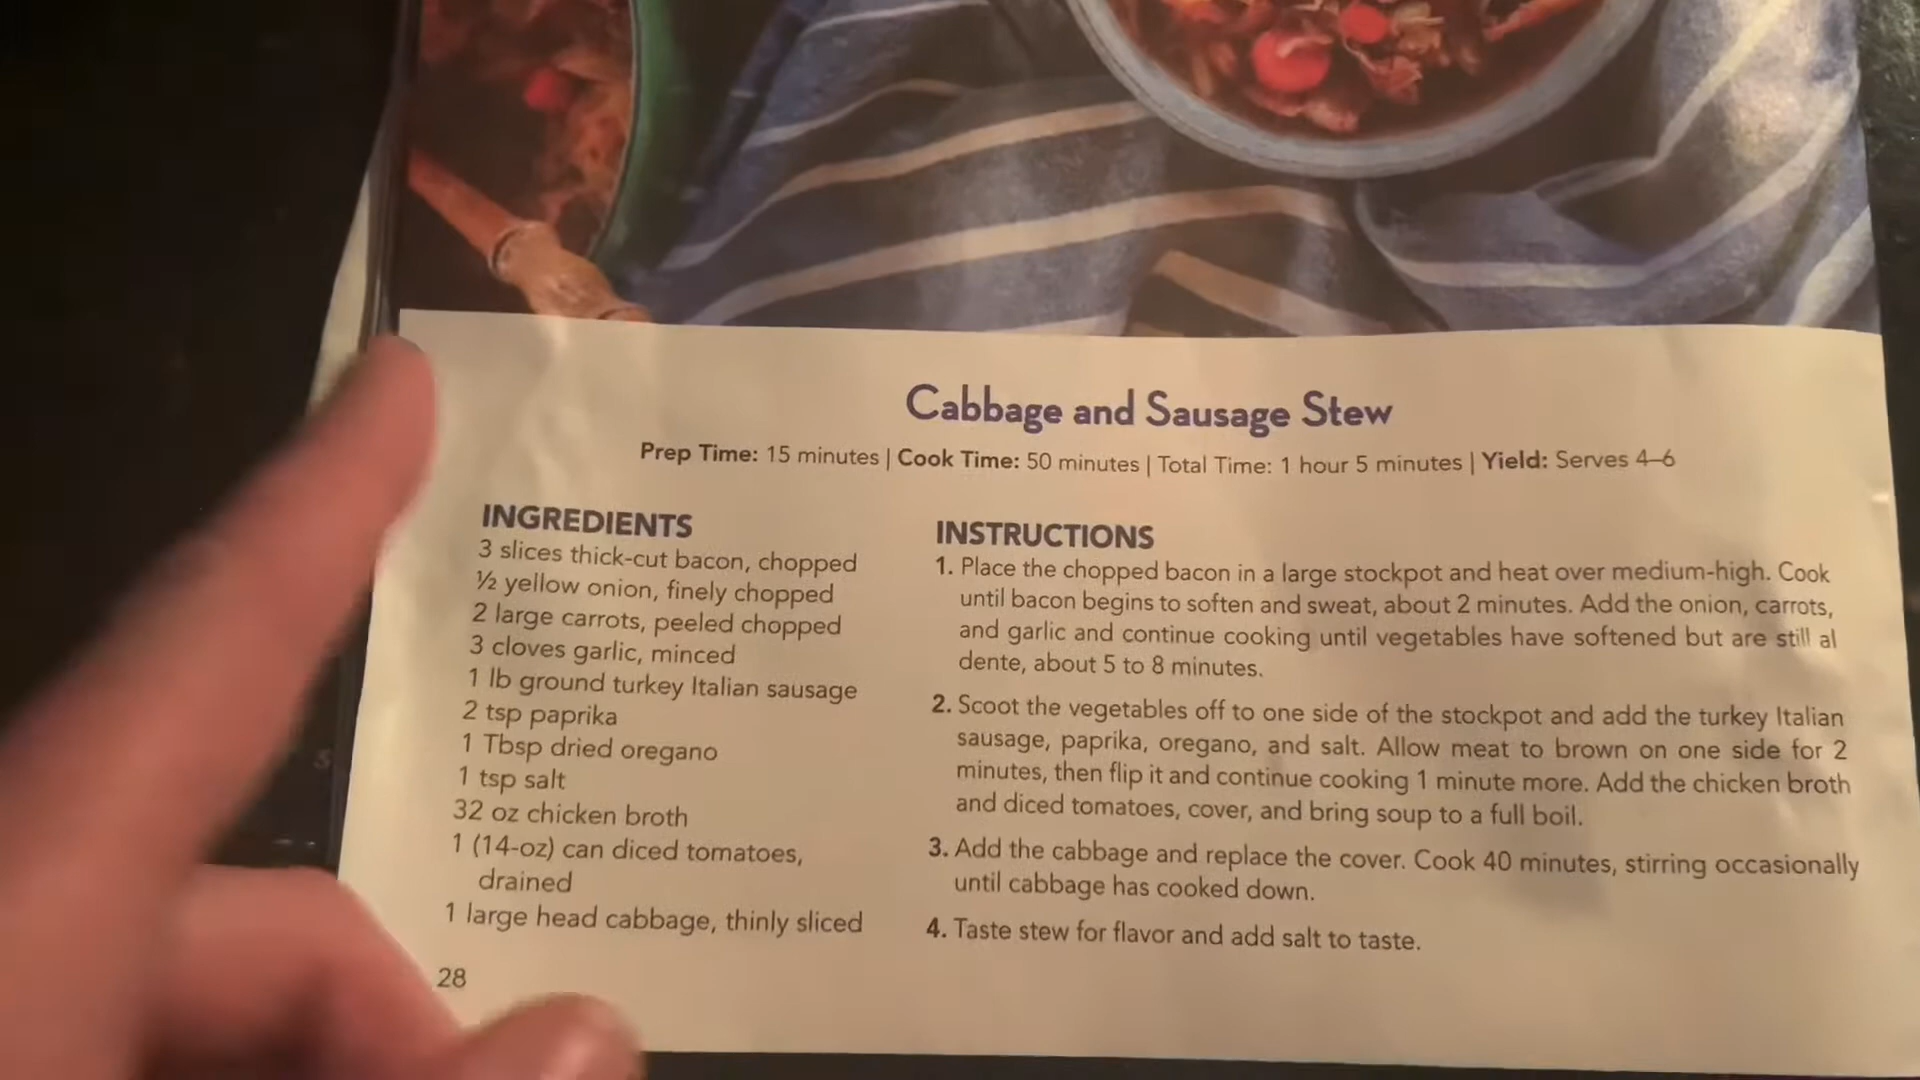 Cabbage and Sausage Stew
Prep Time: 15 minutes | Cook Time: 50 minutes | Total Time: 1 hour 5 minutes | Yield: Serves 4–6
INGREDIENTS
3 slices thick-cut bacon, chopped
½ yellow onion, finely chopped
2 large carrots, peeled chopped
3 cloves garlic, minced
1 lb ground turkey Italian sausage
2 tsp paprika
1 Tbsp dried oregano
1 tsp salt
32 oz chicken broth
1 (14-oz) can diced tomatoes,
drained
1 large head cabbage, thinly sliced
INSTRUCTIONS
1. Place the chopped bacon in a large stockpot and heat over medium-high. Cook
until bacon begins to soften and sweat, about 2 minutes. Add the onion, carrots,
and garlic and continue cooking until vegetables have softened but are still al
dente, about 5 to 8 minutes.
2. Scoot the vegetables off to one side of the stockpot and add the turkey Italian
sausage, paprika, oregano, and salt. Allow meat to brown on one side for 2
minutes, then flip it and continue cooking 1 minute more. Add the chicken broth
and diced tomatoes, cover, and bring soup to a full boil.
3. Add the cabbage and replace the cover. Cook 40 minutes, stirring occasionally
until cabbage has cooked down.
4. Taste stew for flavor and add salt to taste.
28